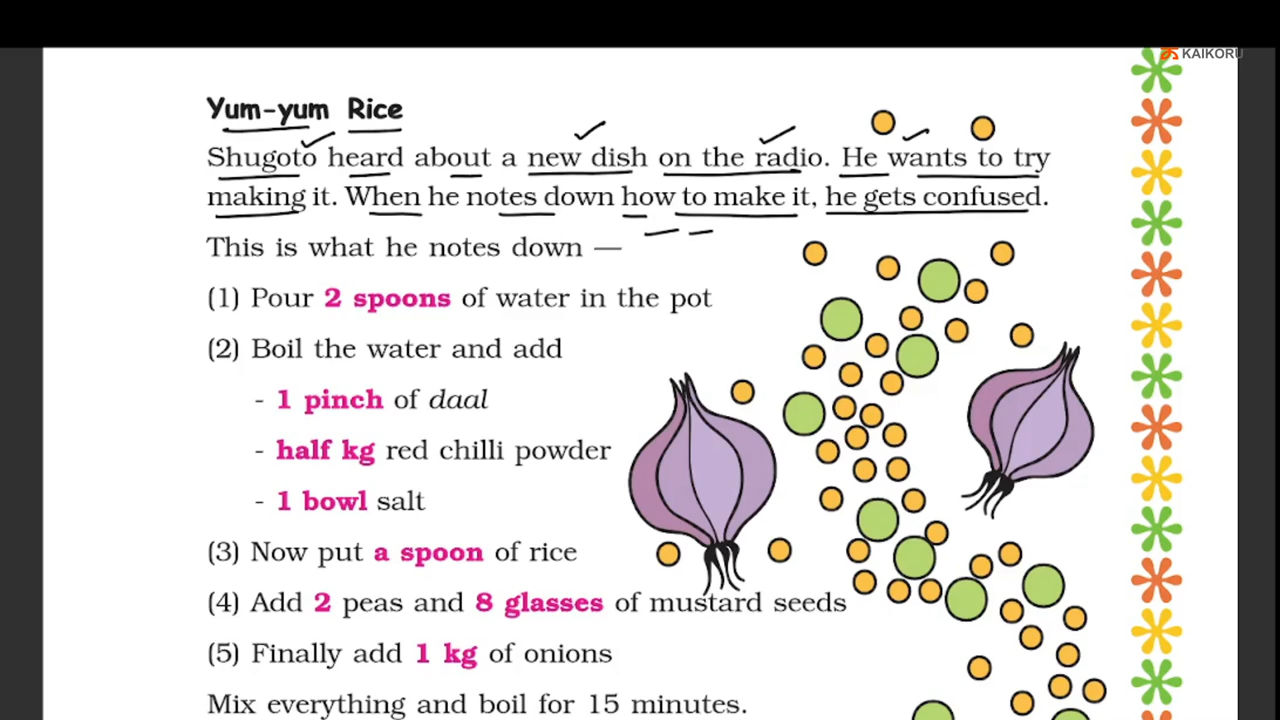 KAIKORU
Yum-yum Rice
Shugoto heard about a new dish on the radio. He wants to try
making it. When he notes down how to make it, he gets confused.
This is what he notes down —
(1) Pour 2 spoons of water in the pot
(2) Boil the water and add
- 1 pinch of daal
- half kg red chilli powder
- 1 bowl salt
(3) Now put a spoon of rice
(4) Add 2 peas and 8 glasses of mustard seeds
(5) Finally add 1 kg of onions
Mix everything and boil for 15 minutes.